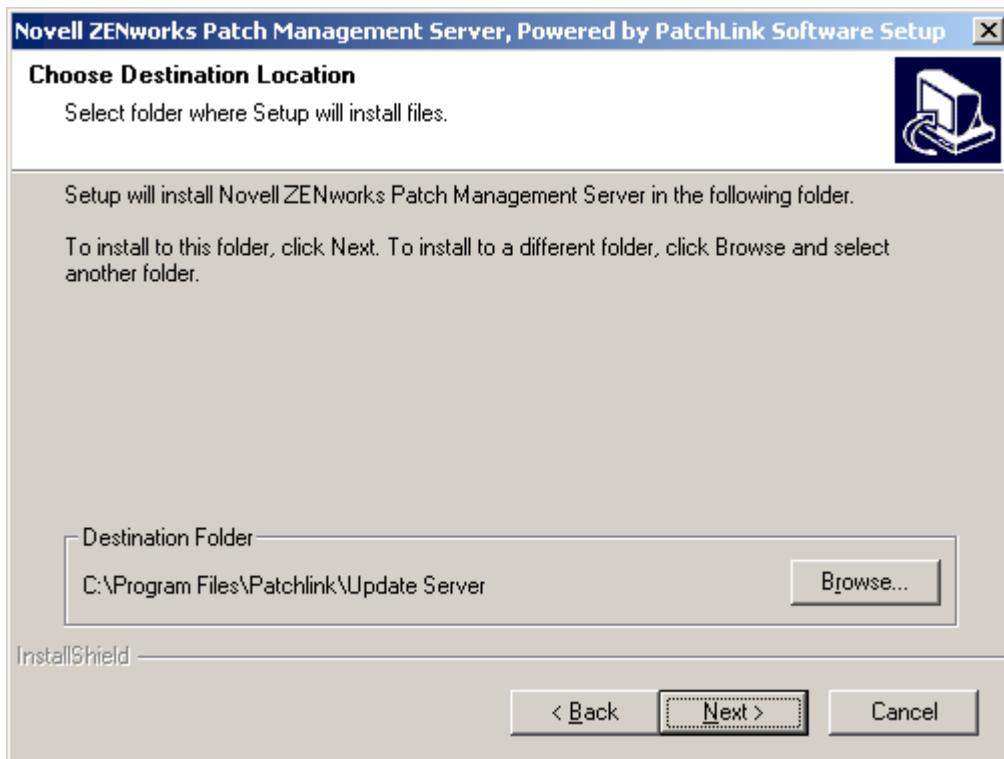 Novell ZENworks Patch Management Server, Powered by PatchLink Software Setup
Choose Destination Location
Select folder where Setup will install files.
Setup will install Novell ZENworks Patch Management Server in the following folder.
To install to this folder, click Next. To install to a different folder, click Browse and select
another folder.
Destination Folder
C:\Program Files\Patchlink\Update Server
Browse...
InstallShield
< Back
Next >
Cancel